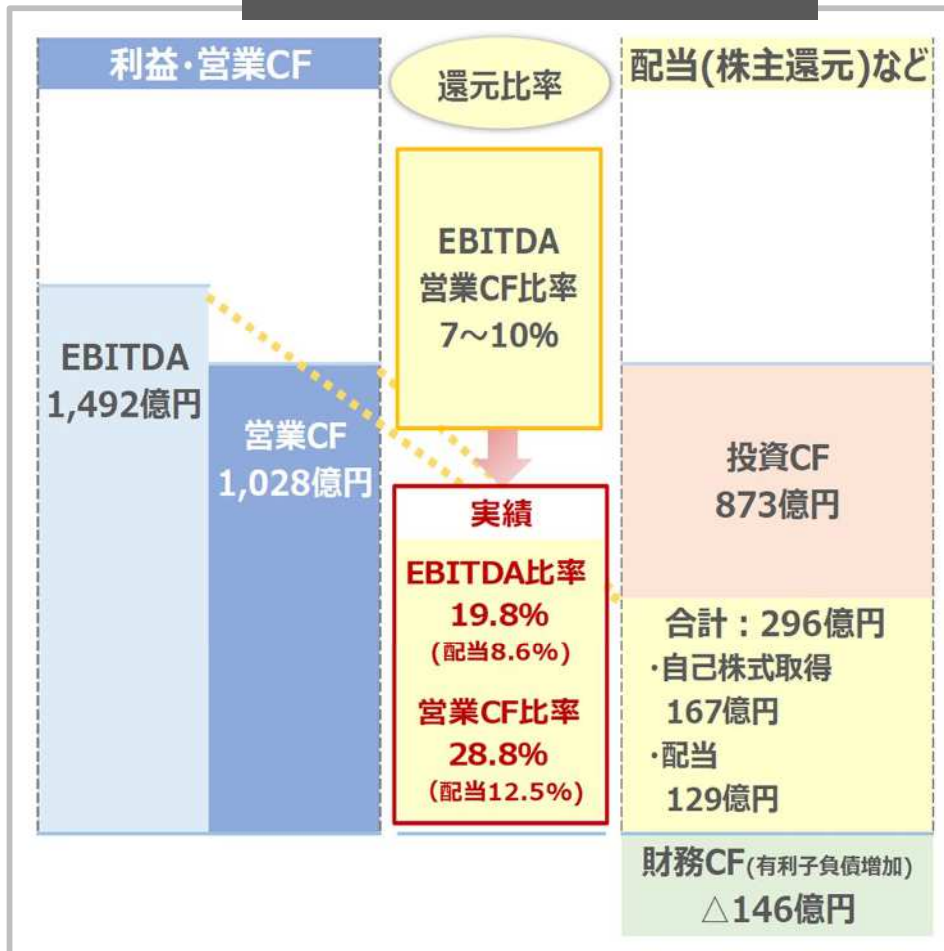 利益･営業CF
還元比率
配当(株主還元)など
EBITDA
営業CF比率
7～10%
EBITDA
1,492億円
営業CF
1,028億円
投資CF
873億円
実績
EBITDA比率
19.8%
(配当8.6%)
営業CF比率
28.8%
(配当12.5%)
合計：296億円
･自己株式取得
167億円
･配当
129億円
財務CF(有利子負債増加)
△146億円